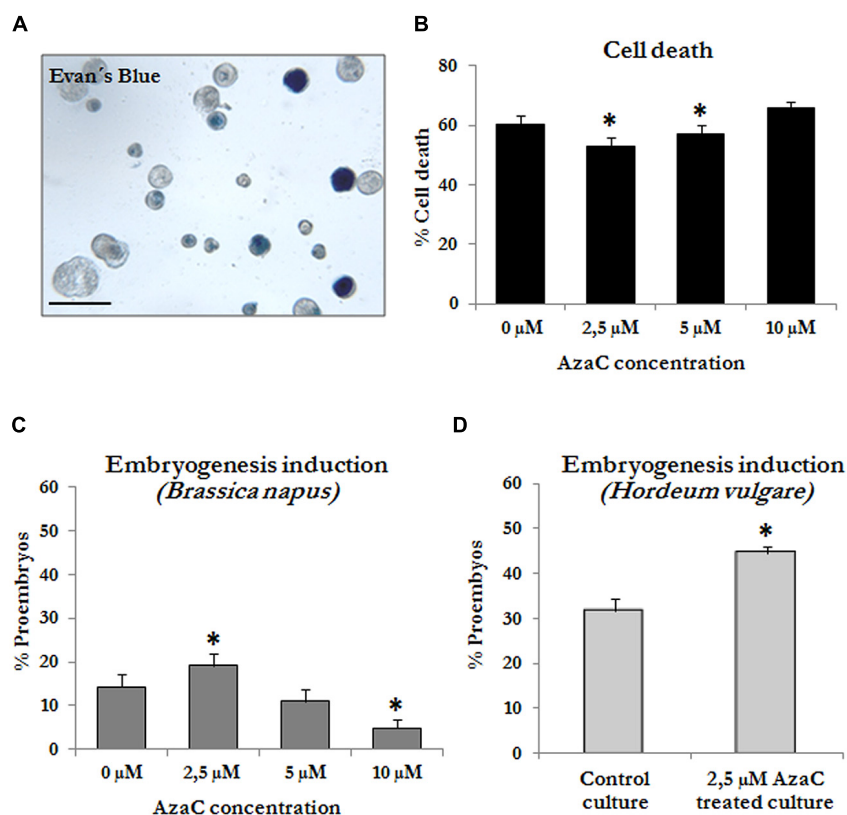 A
Evan´s Blue
B
Cell death
% Cell death
80
60
40
20
0
*
*
0 µM
2,5 µM
5 µM
10 µM
AzaC concentration
C
Embryogenesis induction
(Brassica napus)
% Proembryos
60
50
40
30
20
10
0
*
*
0 µM
2,5 µM
5 µM
10 µM
AzaC concentration
D
Embryogenesis induction
(Hordeum vulgare)
% Proembryos
60
50
40
30
20
10
0
*
Control
culture
2,5 µM AzaC
treated culture